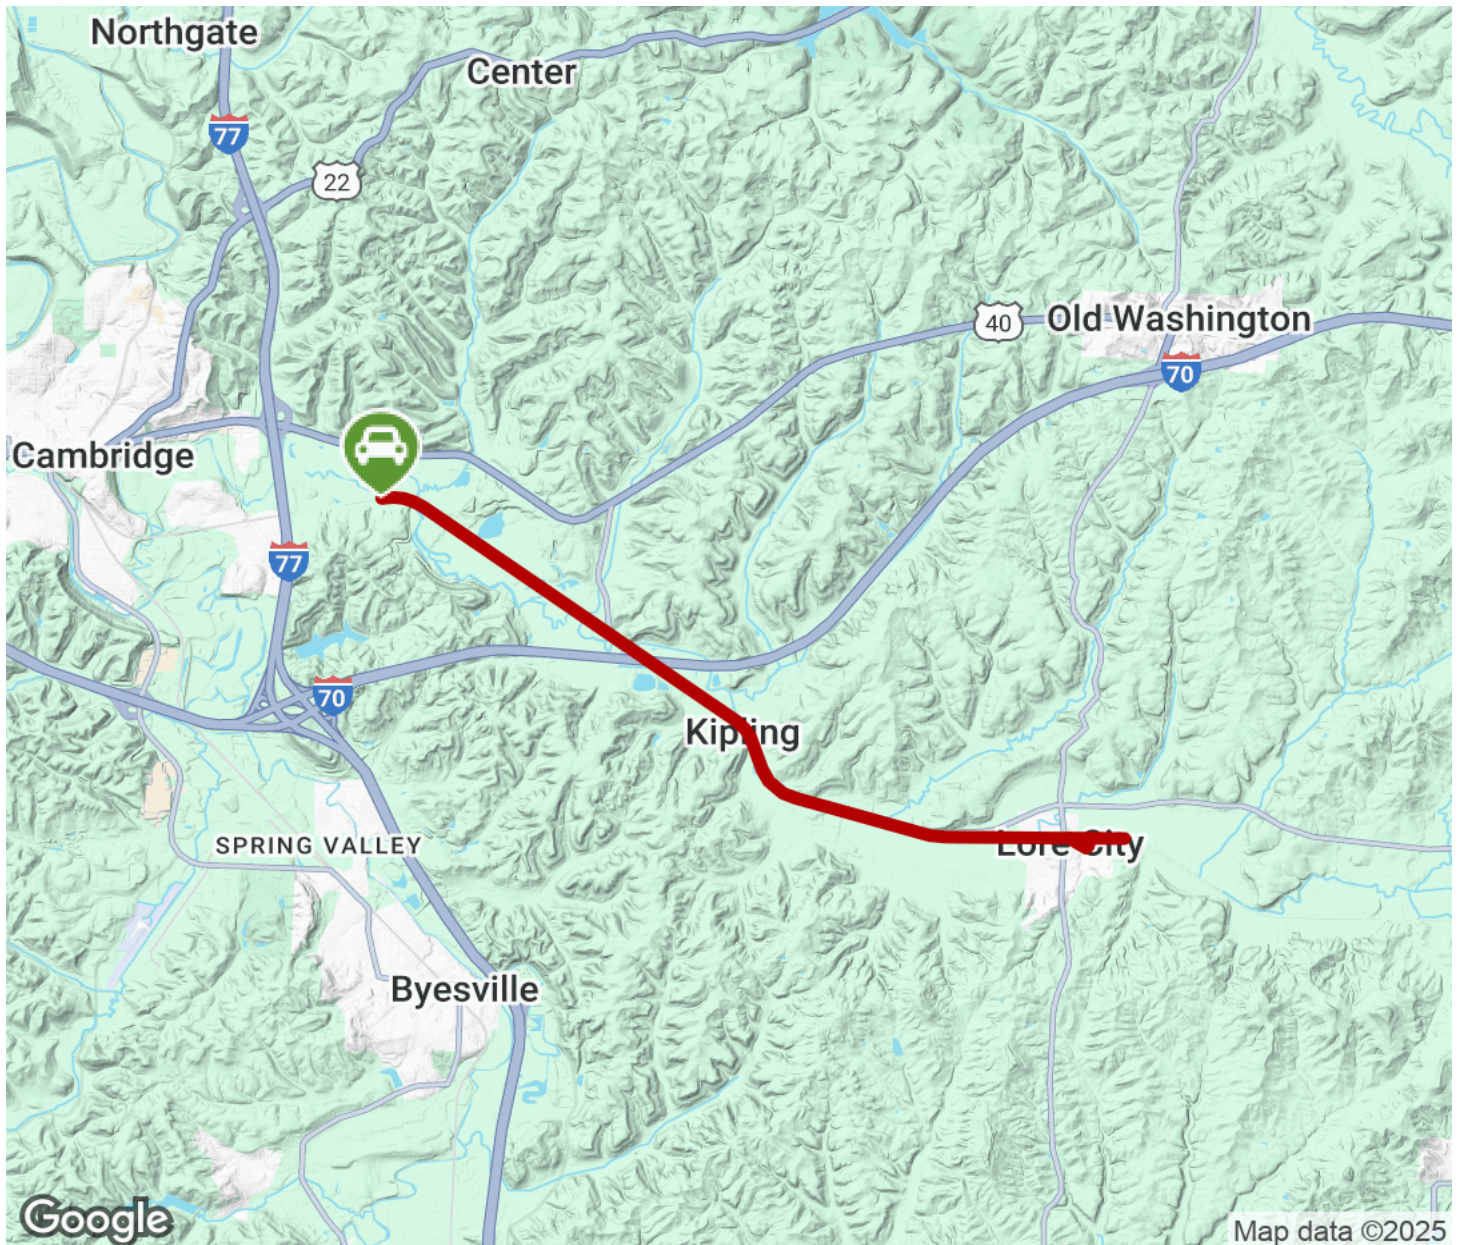 Northgate
Center
77
22
40
Old Washington
70
Cambridge
77
70
Kipling
SPRING VALLEY
Lore City
Byesville
Google
Map data ©2025